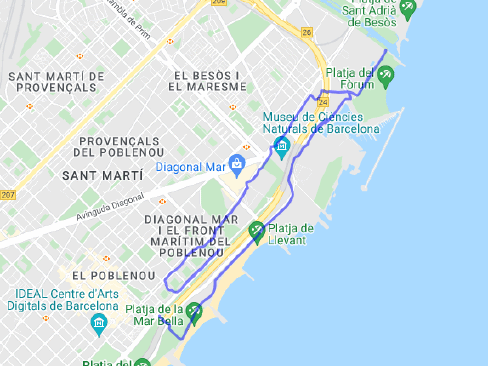 Rambla de Prim
Platja de
Sant Adrià
de Besòs
26
SANT MARTÍ DE
PROVENÇALS
EL BESÒS I
EL MARESME
Platja del
Fòrum
24
Museu de Ciències
Naturals de Barcelona
PROVENÇALS
DEL POBLENOU
Diagonal Mar
SANT MARTÍ
207
Avinguda Diagonal
DIAGONAL MAR
I EL FRONT
MARÍTIM DEL
POBLENOU
Platja de
Llevant
EL POBLENOU
IDEAL Centre d'Arts
Digitals de Barcelona
Platja de la
Mar Bella
Platja del